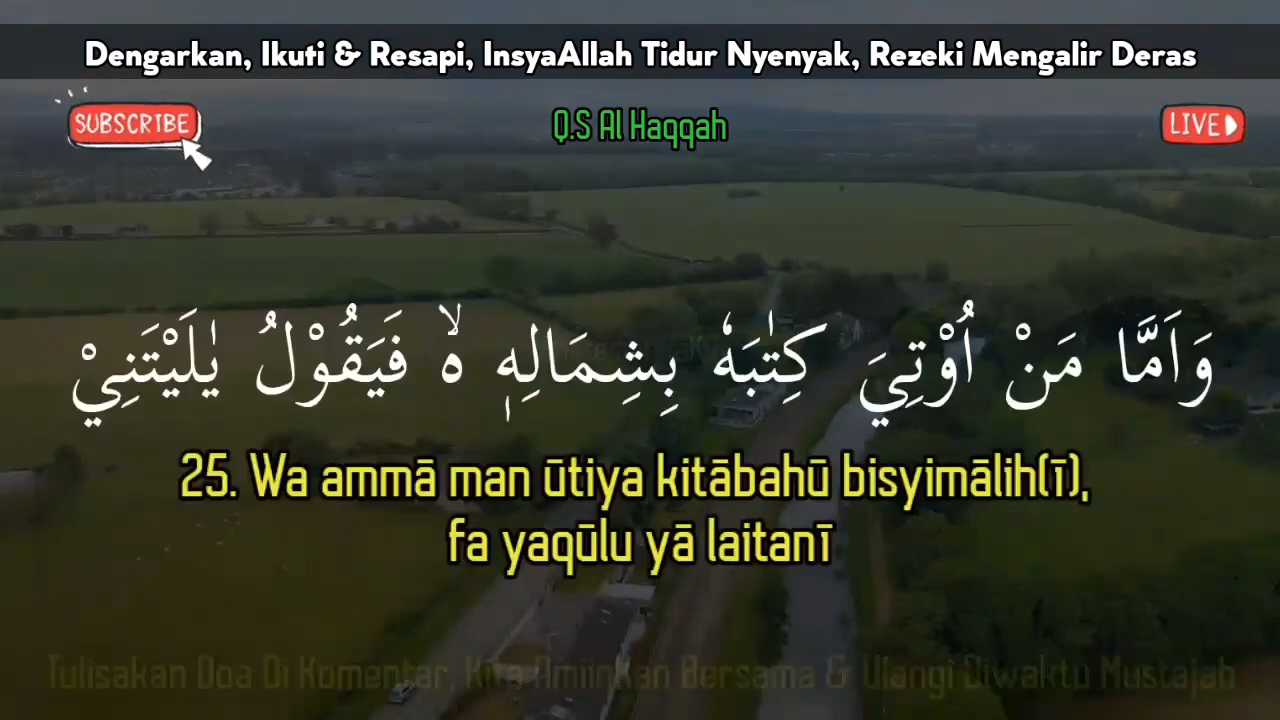 Dengarkan, Ikuti & Resapi, InsyaAllah Tidur Nyenyak, Rezeki Mengalir Deras
SUBSCRIBE
Q.S Al Haqqah
LIVE
وَاَمَّا مَنْ اُوْتِيَ كِتٰبَهٗ بِشِمَالِهٖ ەۙ فَيَقُوْلُ يٰلَيْتَنِيْ
25. Wa ammā man ūtiya kitābahū bisyimālih(ī),
fa yaqūlu yā laitanī
Tulisakan Doa Di Komentar, Kita Amiinkan Bersama & Ulangi Diwaktu Mustajab